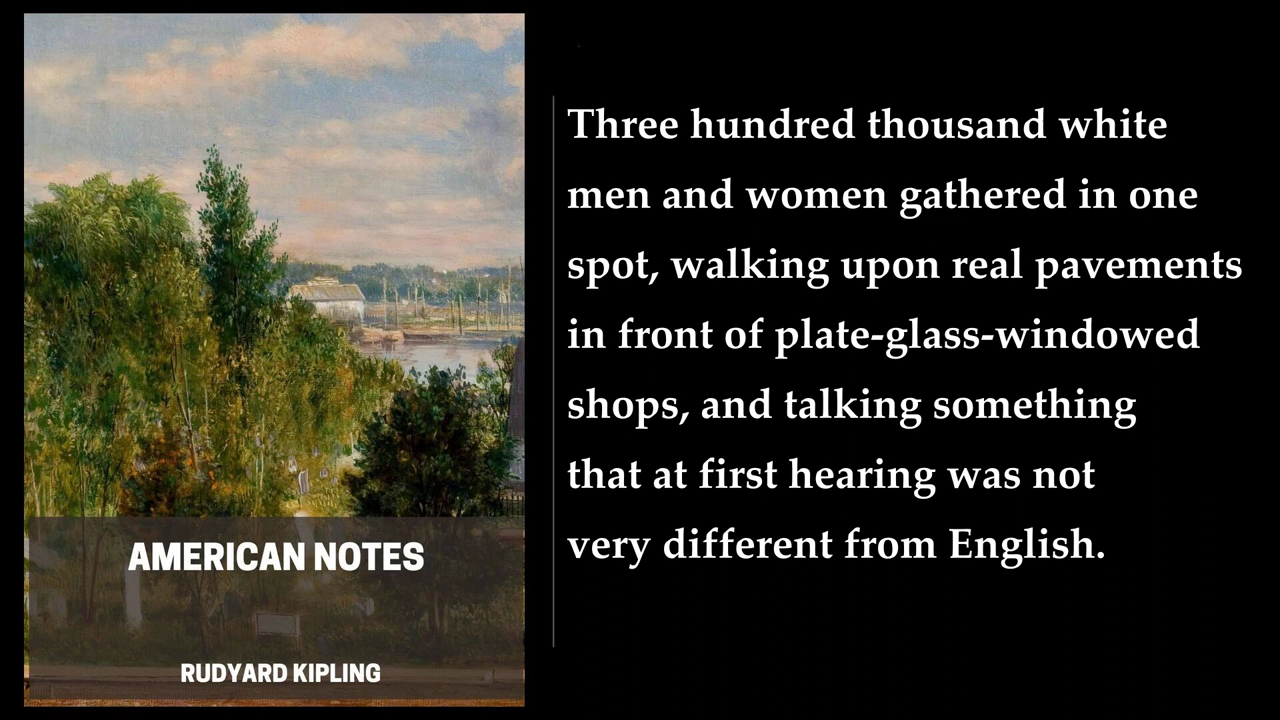 AMERICAN NOTES
RUDYARD KIPLING
Three hundred thousand white
men and women gathered in one
spot, walking upon real pavements
in front of plate-glass-windowed
shops, and talking something
that at first hearing was not
very different from English.